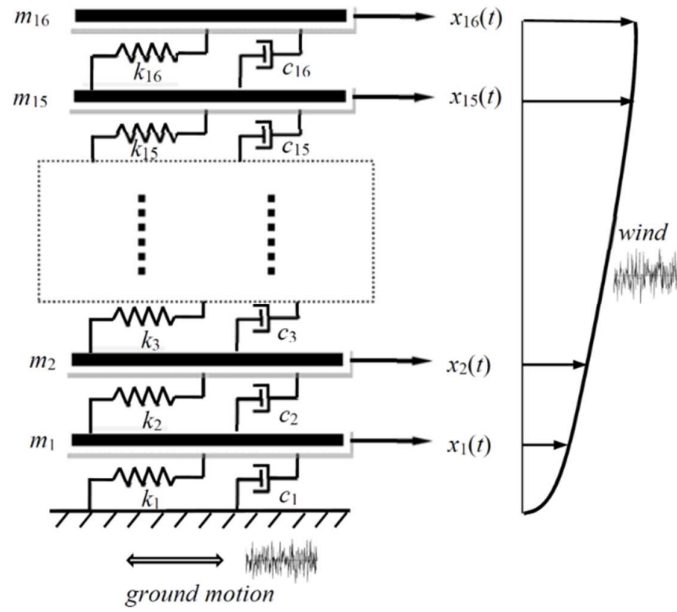 m16 x16(t)
k16 c16
m15 x15(t)
k15 c15
wind
k3 c3
m2 x2(t)
k2 c2
m1 x1(t)
k1 c1
ground motion